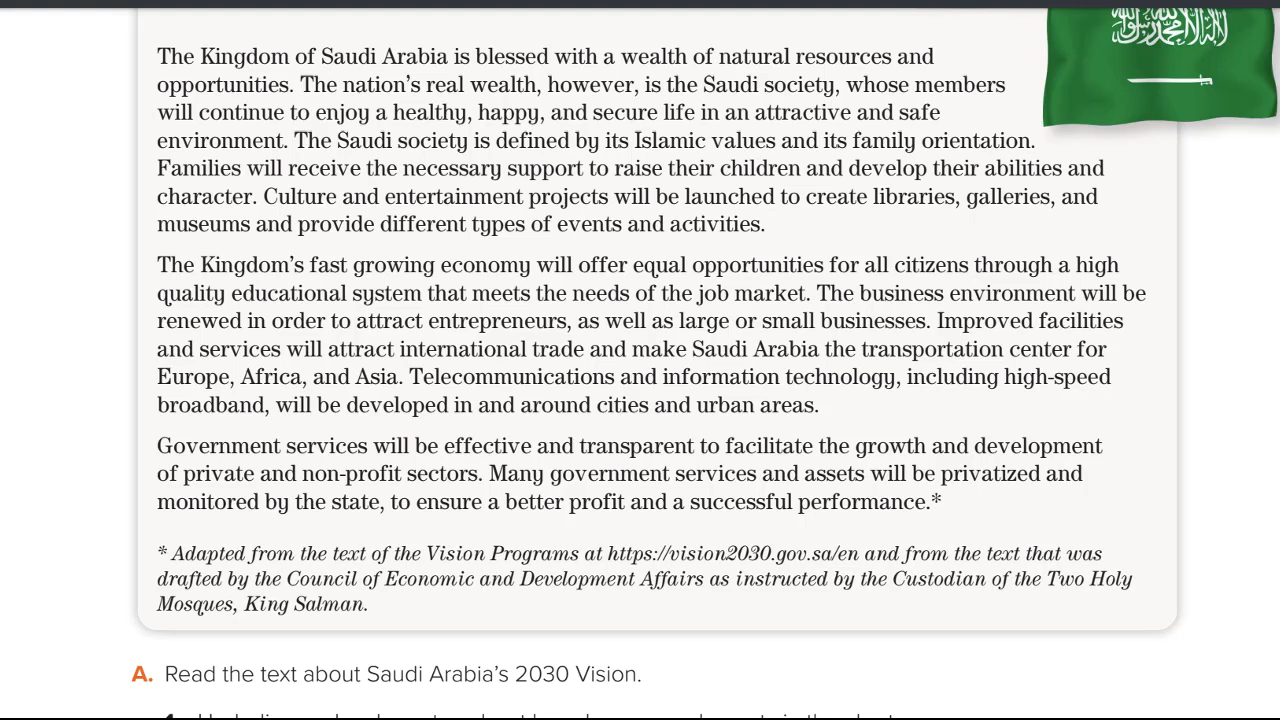 The Kingdom of Saudi Arabia is blessed with a wealth of natural resources and
opportunities. The nation’s real wealth, however, is the Saudi society, whose members
will continue to enjoy a healthy, happy, and secure life in an attractive and safe
environment. The Saudi society is defined by its Islamic values and its family orientation.
Families will receive the necessary support to raise their children and develop their abilities and
character. Culture and entertainment projects will be launched to create libraries, galleries, and
museums and provide different types of events and activities.
The Kingdom’s fast growing economy will offer equal opportunities for all citizens through a high
quality educational system that meets the needs of the job market. The business environment will be
renewed in order to attract entrepreneurs, as well as large or small businesses. Improved facilities
and services will attract international trade and make Saudi Arabia the transportation center for
Europe, Africa, and Asia. Telecommunications and information technology, including high-speed
broadband, will be developed in and around cities and urban areas.
Government services will be effective and transparent to facilitate the growth and development
of private and non-profit sectors. Many government services and assets will be privatized and
monitored by the state, to ensure a better profit and a successful performance.*
* Adapted from the text of the Vision Programs at https://vision2030.gov.sa/en and from the text that was
drafted by the Council of Economic and Development Affairs as instructed by the Custodian of the Two Holy
Mosques, King Salman.
A. Read the text about Saudi Arabia’s 2030 Vision.